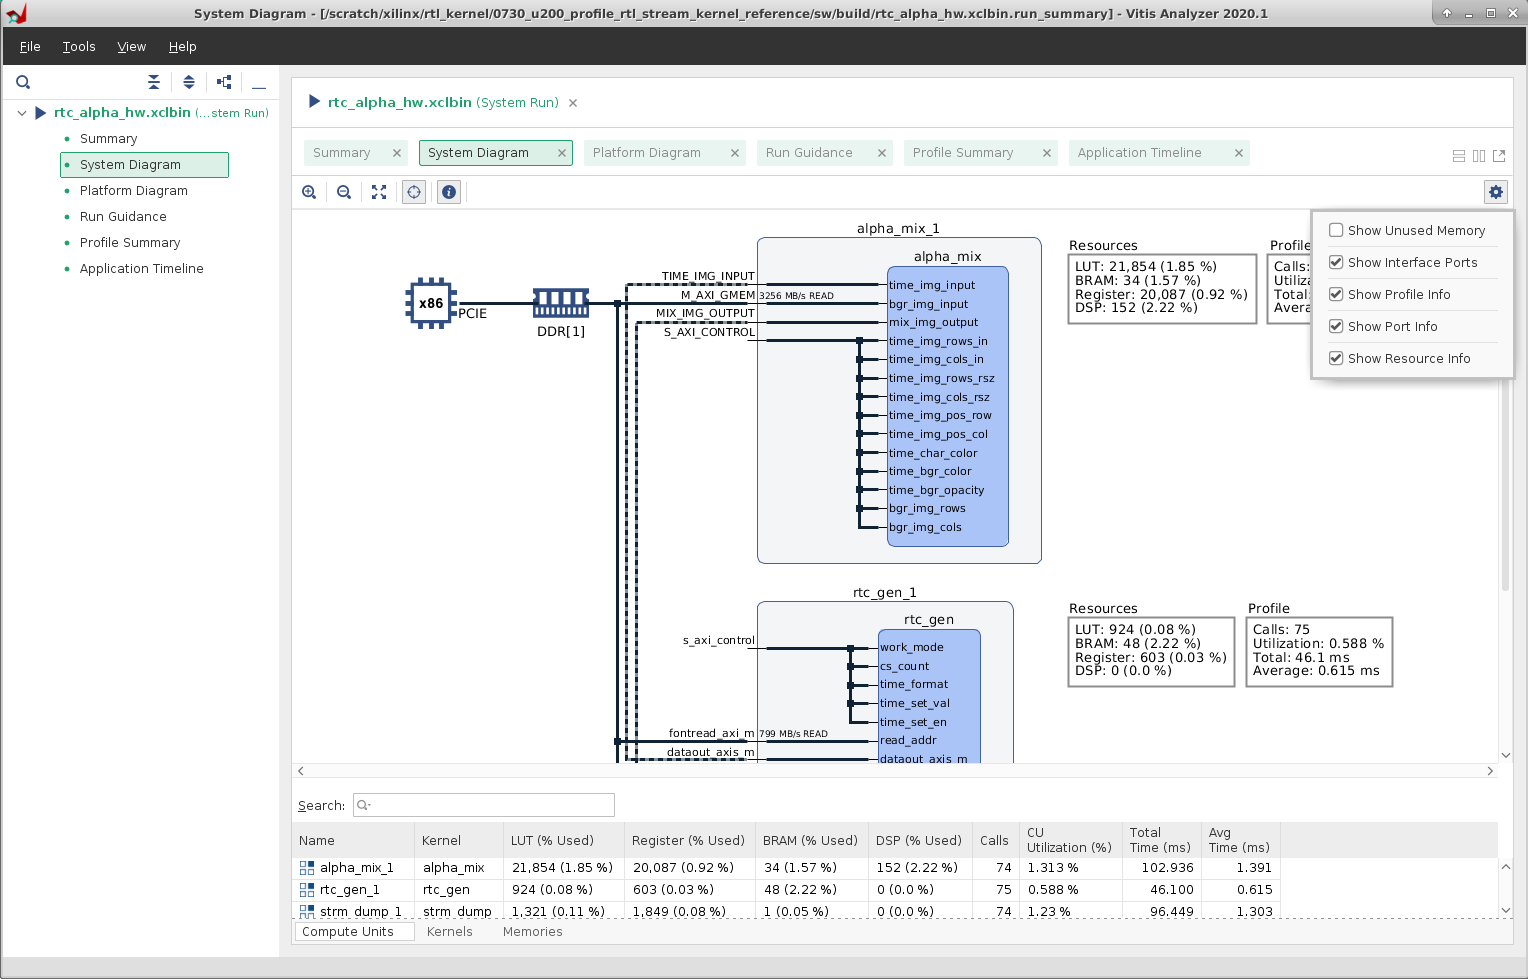 System Diagram - [/scratch/xilinx/rtl_kernel/0730_u200_profile_rtl_stream_kernel_reference/sw/build/rtc_alpha_hw.xclbin.run_summary] - Vitis Analyzer 2020.1
File Tools View Help
rtc_alpha_hw.xclbin (...stem Run)
Summary
System Diagram
Platform Diagram
Run Guidance
Profile Summary
Application Timeline
rtc_alpha_hw.xclbin (System Run)
Summary System Diagram Platform Diagram Run Guidance Profile Summary Application Timeline
Show Unused Memory
Show Interface Ports
Show Profile Info
Show Port Info
Show Resource Info
x86
PCIE
DDR[1]
alpha_mix_1
alpha_mix
TIME_IMG_INPUT
M_AXI_GMEM 3256 MB/s READ
MIX_IMG_OUTPUT
S_AXI_CONTROL
time_img_input
bgr_img_input
mix_img_output
time_img_rows_in
time_img_cols_in
time_img_rows_rsz
time_img_cols_rsz
time_img_pos_row
time_img_pos_col
time_char_color
time_bgr_color
time_bgr_opacity
bgr_img_rows
bgr_img_cols
Resources
LUT: 21,854 (1.85 %)
BRAM: 34 (1.57 %)
Register: 20,087 (0.92 %)
DSP: 152 (2.22 %)
Profile
Calls:
Utiliza
Total:
Avera
rtc_gen_1
rtc_gen
s_axi_control
fontread_axi_m 799 MB/s READ
dataout_axis_m
work_mode
cs_count
time_format
time_set_val
time_set_en
read_addr
dataout_axis_m
Resources
LUT: 924 (0.08 %)
BRAM: 48 (2.22 %)
Register: 603 (0.03 %)
DSP: 0 (0.0 %)
Profile
Calls: 75
Utilization: 0.588 %
Total: 46.1 ms
Average: 0.615 ms
Search:
Name Kernel LUT (% Used) Register (% Used) BRAM (% Used) DSP (% Used) Calls CU Utilization (%) Total Time (ms) Avg Time (ms)
alpha_mix_1 alpha_mix 21,854 (1.85 %) 20,087 (0.92 %) 34 (1.57 %) 152 (2.22 %) 74 1.313 % 102.936 1.391
rtc_gen_1 rtc_gen 924 (0.08 %) 603 (0.03 %) 48 (2.22 %) 0 (0.0 %) 75 0.588 % 46.100 0.615
strm_dump_1 strm_dump 1,321 (0.11 %) 1,849 (0.08 %) 1 (0.05 %) 0 (0.0 %) 74 1.23 % 96.449 1.303
Compute Units Kernels Memories